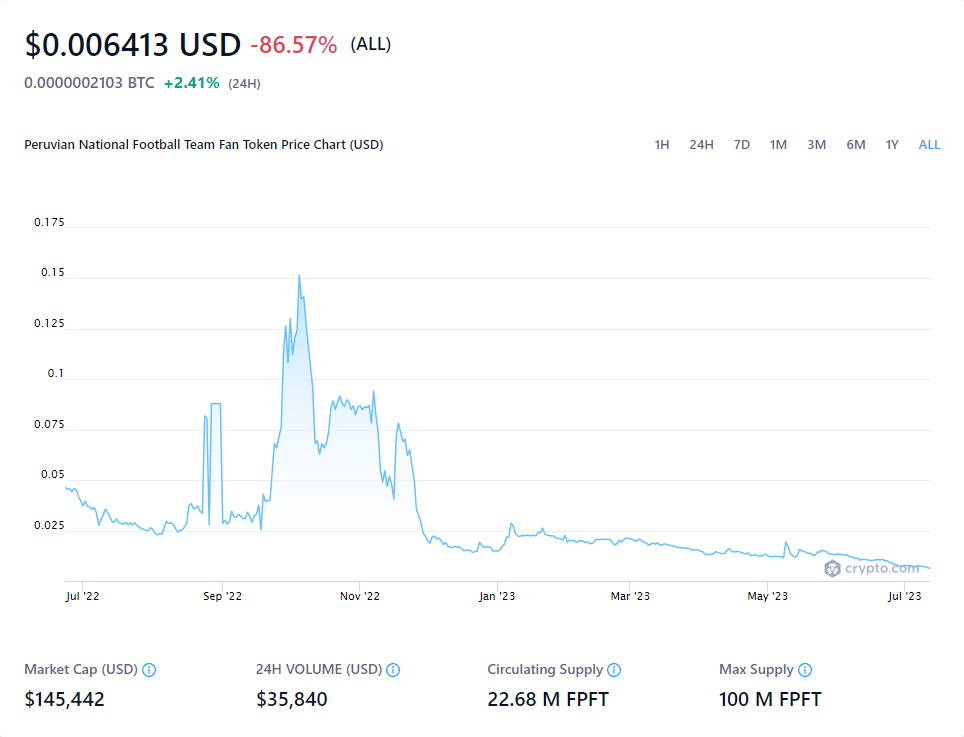 $0.006413 USD -86.57% (ALL)
0.0000002103 BTC +2.41% (24H)
Peruvian National Football Team Fan Token Price Chart (USD) 1H 24H 7D 1M 3M 6M 1Y ALL
0.175
0.15
0.125
0.1
0.075
0.05
0.025
crypto.com
Jul '22 Sep '22 Nov '22 Jan '23 Mar '23 May '23 Jul '23
Market Cap (USD) 24H VOLUME (USD) Circulating Supply Max Supply
$145,442 $35,840 22.68 M FPFT 100 M FPFT